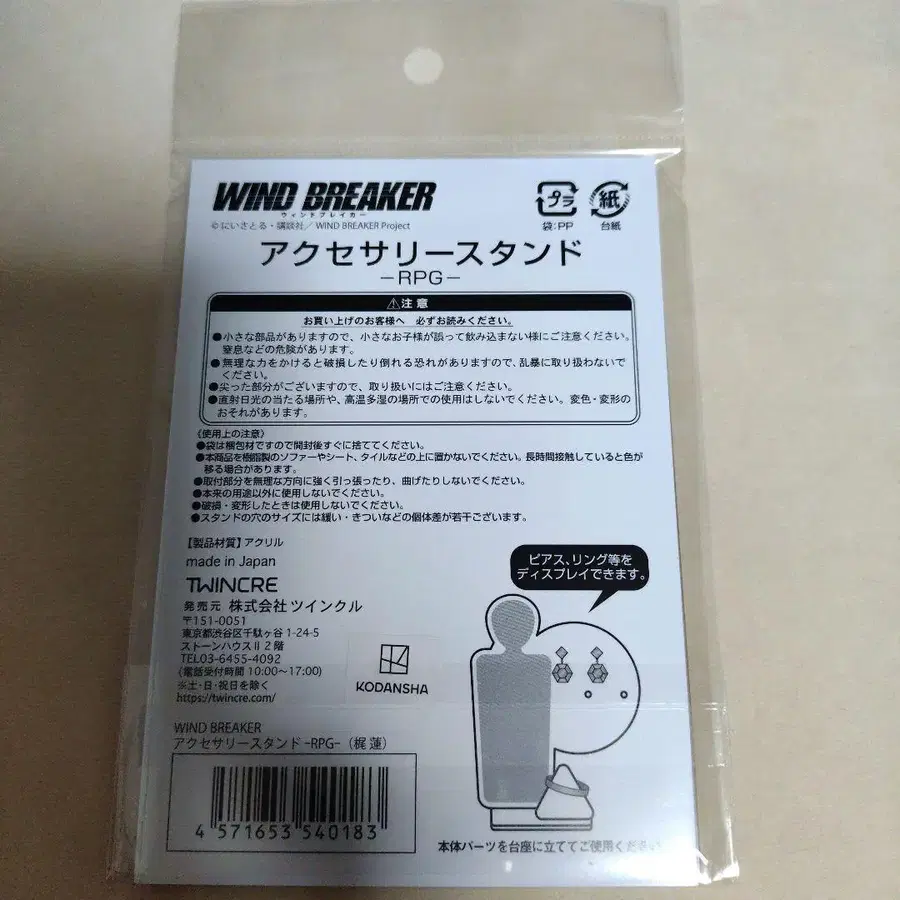 WIND BREAKER
ウィンドブレイカー
©にいさとる・講談社／WIND BREAKER Project
プラ
袋:PP
紙
台紙
アクセサリースタンド
-RPG-
⚠注意
お買い上げのお客様へ 必ずお読みください。
●小さな部品がありますので、小さなお子様が誤って飲み込まない様にご注意ください。
窒息などの危険があります。
●無理な力をかけると破損したり倒れる恐れがありますので、乱暴に取り扱わないで
ください。
●尖った部分がございますので、取り扱いにはご注意ください。
●直射日光の当たる場所や、高温多湿の場所での使用はしないでください。変色・変形の
おそれがあります。
《使用上の注意》
●袋は梱包材ですので開封後すぐに捨ててください。
●本商品を樹脂製のソファーやシート、タイルなどの上に置かないでください。長時間接触していると色が
移る場合があります。
●取付部分を無理な方向に強く引っ張ったり、曲げたりしないでください。
●本来の用途以外に使用しないでください。
●破損・変形したときは使用しないでください。
●スタンドの穴のサイズには緩い・きついなどの個体差が若干ございます。
【製品材質】アクリル
made in Japan
TWINCRE
発売元 株式会社ツインクル
〒151-0051
東京都渋谷区千駄ヶ谷1-24-5
ストーンハウスⅡ2階
TEL03-6455-4092
(電話受付時間 10:00～17:00)
※土・日・祝日を除く
https://twincre.com/
KODANSHA
ピアス、リング等を
ディスプレイできます。
WIND BREAKER
アクセサリースタンド -RPG-（梶 蓮）
4 571653 540183
本体パーツを台座に立ててご使用ください。